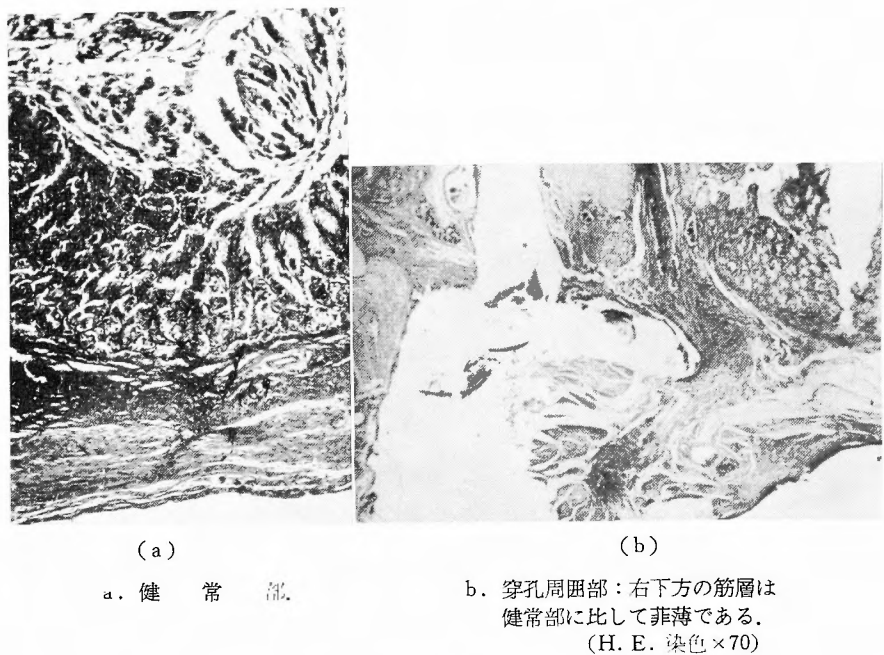 (a)
(b)
a. 健常部.
b. 穿孔周囲部：右下方の筋層は
健常部に比して菲薄である.
(H. E. 染色×70)